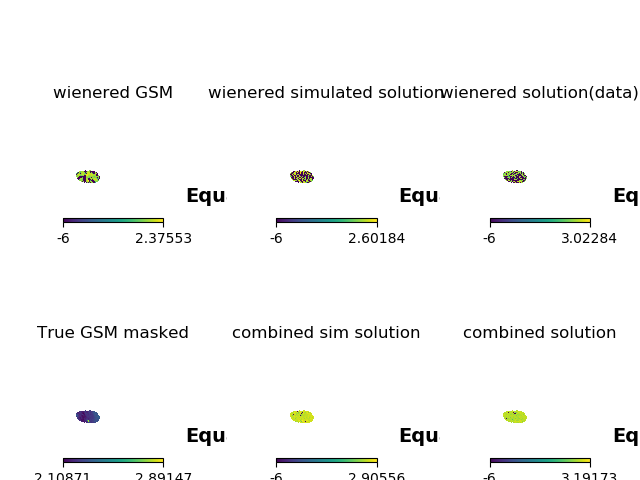 wienered GSM
wienered simulated solution
wienered solution(data)
Equ
Equ
Eq
-6 2.37553
-6 2.60184
-6 3.02284
True GSM masked
combined sim solution
combined solution
Equ
Equ
Eq
2.10871 2.89147
-6 2.90556
-6 3.19173